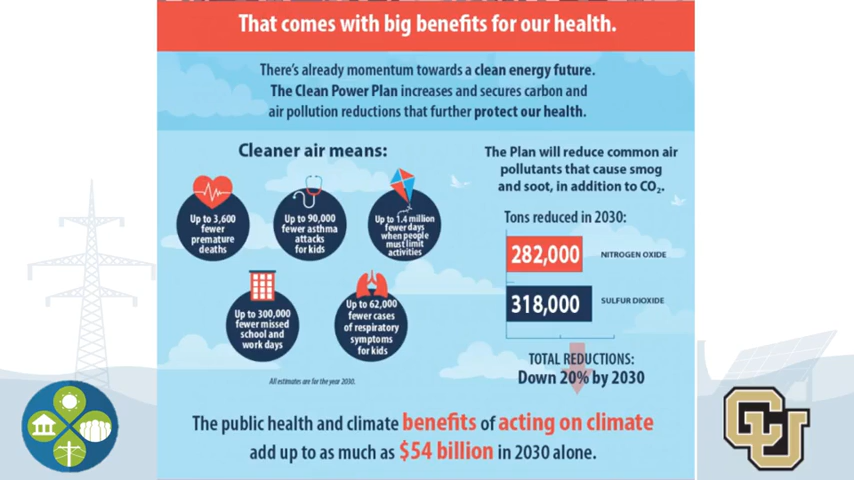 That comes with big benefits for our health.
There's already momentum towards a clean energy future.
The Clean Power Plan increases and secures carbon and
air pollution reductions that further protect our health.
Cleaner air means:
Up to 3,600
fewer
premature
deaths
Up to 90,000
fewer asthma
attacks
for kids
Up to 1.4 million
fewer days
when people
must limit
activities
Up to 300,000
fewer missed
school and
work days
Up to 62,000
fewer cases
of respiratory
symptoms
for kids
All estimates are for the year 2030.
The Plan will reduce common air
pollutants that cause smog
and soot, in addition to CO₂.
Tons reduced in 2030:
282,000 NITROGEN OXIDE
318,000 SULFUR DIOXIDE
TOTAL REDUCTIONS:
Down 20% by 2030
The public health and climate benefits of acting on climate
add up to as much as $54 billion in 2030 alone.
CU